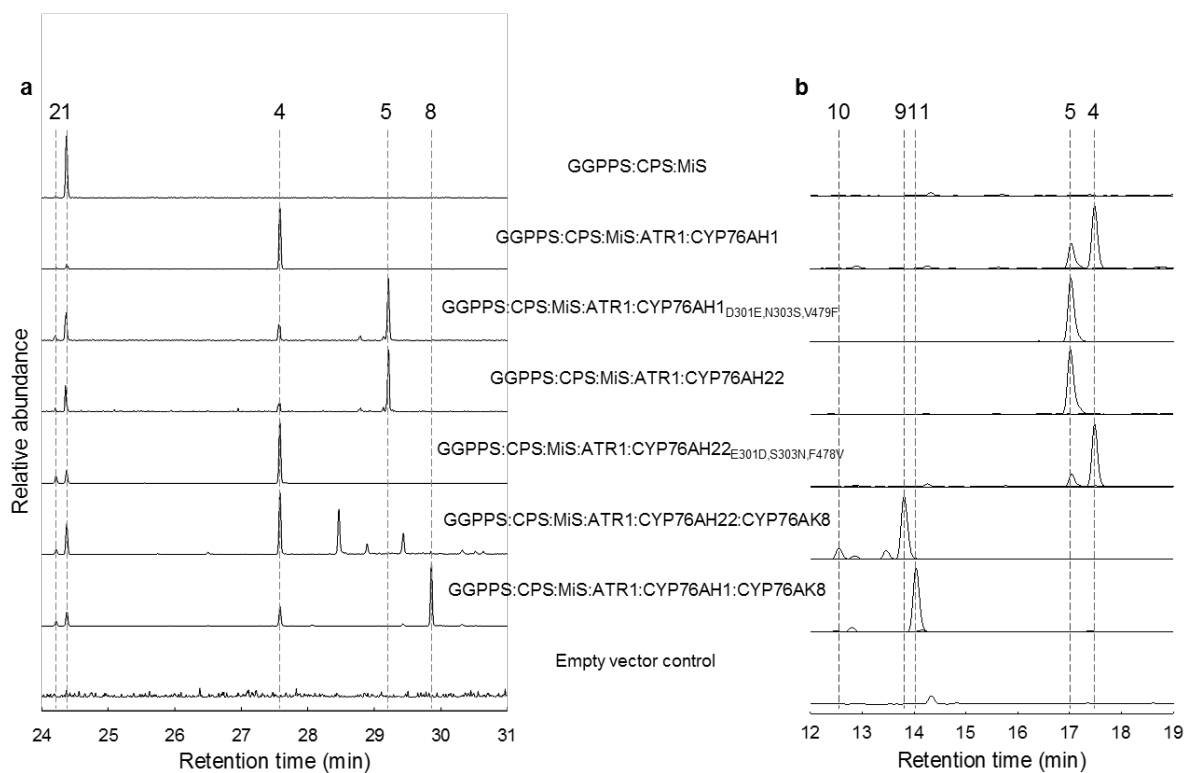 a
b
21 4 5 8
10 911 5 4
GGPPS:CPS:MiS
GGPPS:CPS:MiS:ATR1:CYP76AH1
GGPPS:CPS:MiS:ATR1:CYP76AH1D301E,N303S,V479F
GGPPS:CPS:MiS:ATR1:CYP76AH22
GGPPS:CPS:MiS:ATR1:CYP76AH22E301D,S303N,F478V
GGPPS:CPS:MiS:ATR1:CYP76AH22:CYP76AK8
GGPPS:CPS:MiS:ATR1:CYP76AH1:CYP76AK8
Empty vector control
Relative abundance
24 25 26 27 28 29 30 31
Retention time (min)
12 13 14 15 16 17 18 19
Retention time (min)